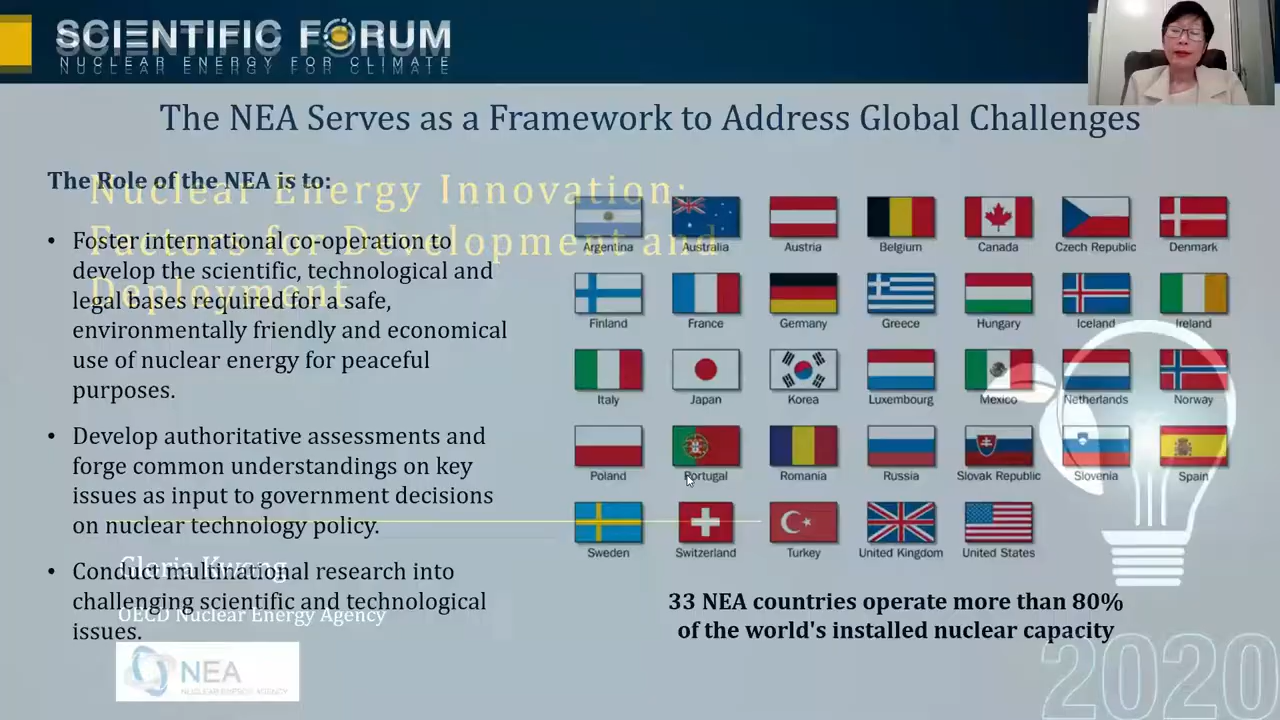 SCIENTIFIC FORUM
NUCLEAR ENERGY FOR CLIMATE
The NEA Serves as a Framework to Address Global Challenges
The Role of the NEA is to:
Nuclear Energy Innovation:
Factors for Development and
Deployment
• Foster international co-operation to
develop the scientific, technological and
legal bases required for a safe,
environmentally friendly and economical
use of nuclear energy for peaceful
purposes.
• Develop authoritative assessments and
forge common understandings on key
issues as input to government decisions
on nuclear technology policy.
• Conduct multinational research into
challenging scientific and technological
issues.
Gloria Kwong
OECD Nuclear Energy Agency
NEA
NUCLEAR ENERGY AGENCY
Argentina Australia Austria Belgium Canada Czech Republic Denmark
Finland France Germany Greece Hungary Iceland Ireland
Italy Japan Korea Luxembourg Mexico Netherlands Norway
Poland Portugal Romania Russia Slovak Republic Slovenia Spain
Sweden Switzerland Turkey United Kingdom United States
33 NEA countries operate more than 80%
of the world's installed nuclear capacity
2020